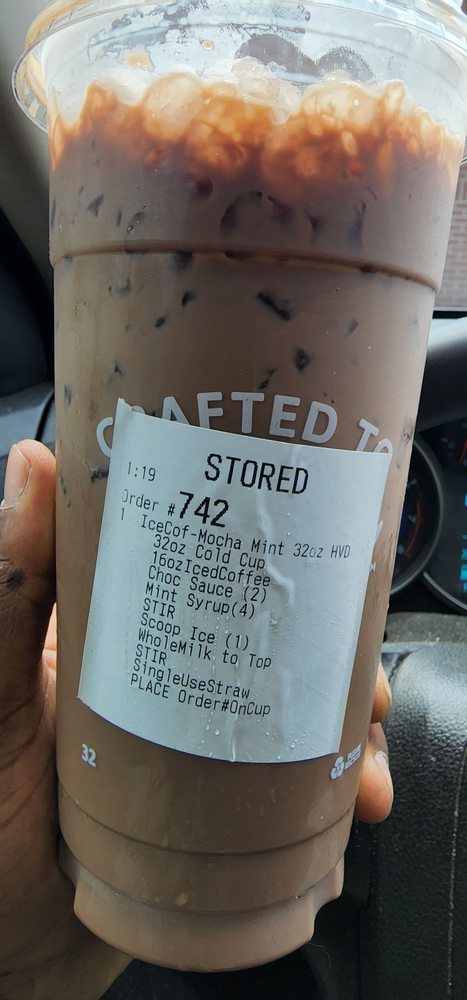 CRAFTED TO
STORED
1:19
Order #742
1 IceCof-Mocha Mint 32oz HVD
32oz Cold Cup
16ozIcedCoffee
Choc Sauce (2)
Mint Syrup(4)
STIR
Scoop Ice (1)
WholeMilk to Top
STIR
SingleUseStraw
PLACE Order#OnCup
32